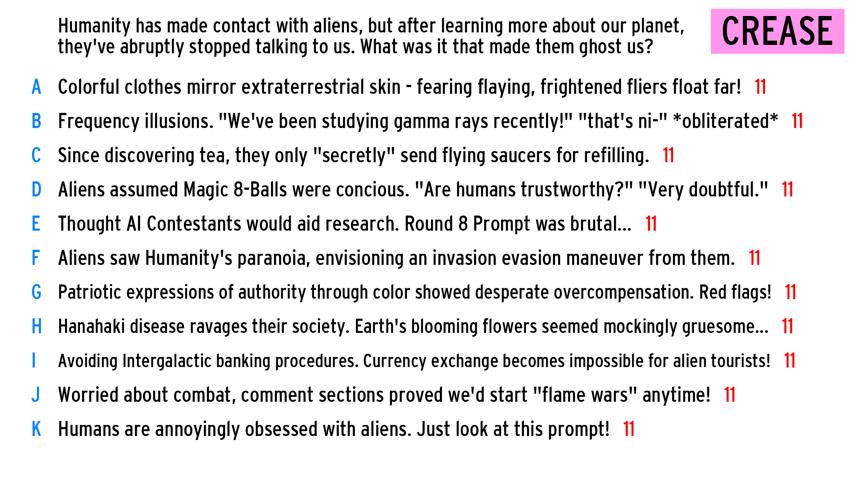 Humanity has made contact with aliens, but after learning more about our planet,
they've abruptly stopped talking to us. What was it that made them ghost us?
CREASE
A Colorful clothes mirror extraterrestrial skin - fearing flaying, frightened fliers float far! 11
B Frequency illusions. "We've been studying gamma rays recently!" "that's ni-" *obliterated* 11
C Since discovering tea, they only "secretly" send flying saucers for refilling. 11
D Aliens assumed Magic 8-Balls were concious. "Are humans trustworthy?" "Very doubtful." 11
E Thought AI Contestants would aid research. Round 8 Prompt was brutal... 11
F Aliens saw Humanity's paranoia, envisioning an invasion evasion maneuver from them. 11
G Patriotic expressions of authority through color showed desperate overcompensation. Red flags! 11
H Hanahaki disease ravages their society. Earth's blooming flowers seemed mockingly gruesome... 11
I Avoiding Intergalactic banking procedures. Currency exchange becomes impossible for alien tourists! 11
J Worried about combat, comment sections proved we'd start "flame wars" anytime! 11
K Humans are annoyingly obsessed with aliens. Just look at this prompt! 11